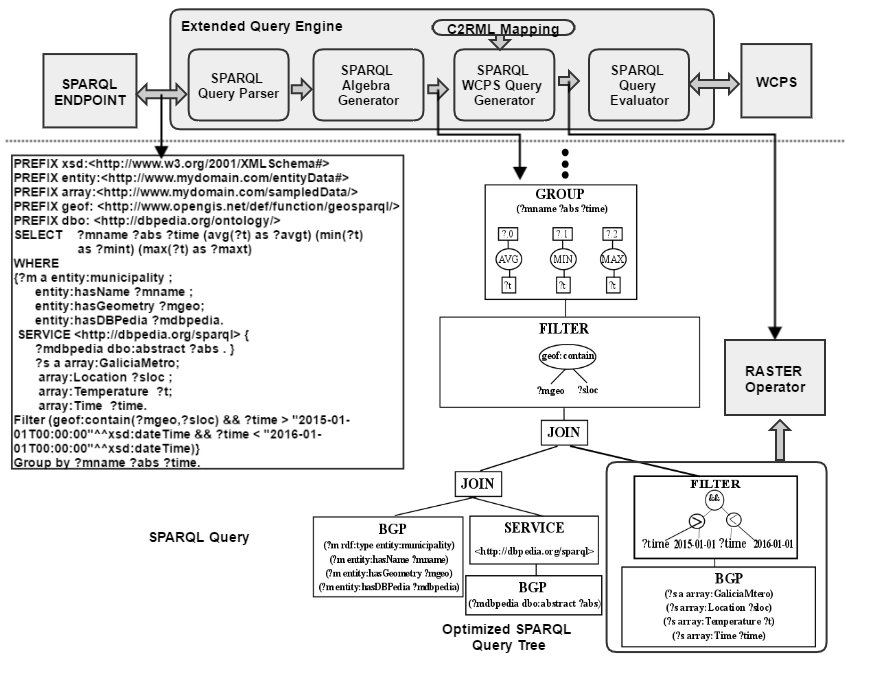 Extended Query Engine
C2RML Mapping
SPARQL
ENDPOINT
SPARQL
Query Parser
SPARQL
Algebra
Generator
SPARQL
WCPS Query
Generator
SPARQL
Query
Evaluator
WCPS
PREFIX xsd:<http://www.w3.org/2001/XMLSchema#>
PREFIX entity:<http://www.mydomain.com/entityData#>
PREFIX array:<http://www.mydomain.com/sampledData/>
PREFIX geof: <http://www.opengis.net/def/function/geosparql/>
PREFIX dbo: <http://dbpedia.org/ontology/>
SELECT ?mname ?abs ?time (avg(?t) as ?avgt) (min(?t)
as ?mint) (max(?t) as ?maxt)
WHERE
{?m a entity:municipality ;
entity:hasName ?mname ;
entity:hasGeometry ?mgeo;
entity:hasDBPedia ?mdbpedia.
SERVICE <http://dbpedia.org/sparql> {
?mdbpedia dbo:abstract ?abs . }
?s a array:GaliciaMetro;
array:Location ?sloc ;
array:Temperature ?t;
array:Time ?time.
Filter (geof:contain(?mgeo,?sloc) && ?time > "2015-01-
01T00:00:00"^^xsd:dateTime && ?time < "2016-01-
01T00:00:00"^^xsd:dateTime)}
Group by ?mname ?abs ?time.
SPARQL Query
GROUP
(?mname ?abs ?time)
?.0 ?.1 ?.2
AVG MIN MAX
?t ?t ?t
FILTER
geof:contain
?mgeo ?sloc
JOIN
JOIN
BGP
(?m rdf:type entity:municipality)
(?m entity:hasName ?mname)
(?m entity:hasGeometry ?mgeo)
(?m entity:hasDBPedia ?mdbpedia)
SERVICE
<http://dbpedia.org/sparql>
BGP
(?mdbpedia dbo:abstract ?abs)
Optimized SPARQL
Query Tree
RASTER
Operator
FILTER
&&
> <
?time 2015-01-01 ?time 2016-01-01
BGP
(?s a array:GaliciaMtero)
(?s array:Location ?sloc)
(?s array:Temperature ?t)
(?s array:Time ?time)